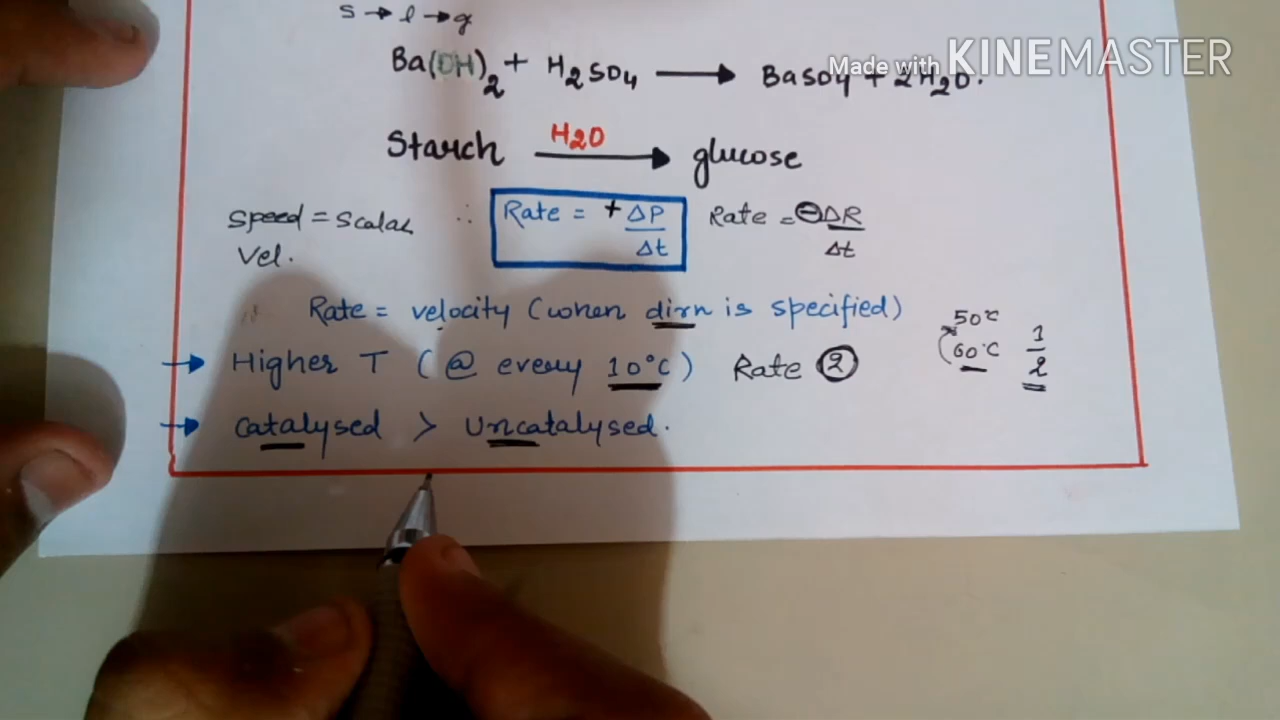 s → l → g
Made with KINEMASTER
Ba(OH)2 + H2SO4 → BaSO4 + 2H2O.
Starch H2O → glucose
Speed = Scalar ∴ Rate = + ΔP/Δt Rate = ⊖ ΔR/Δt
Vel.
Rate = velocity (when dirn is specified)
→ Higher T ( @ every 10°C ) Rate ② 50°C 60°C 1/2
→ Catalysed > Uncatalysed.